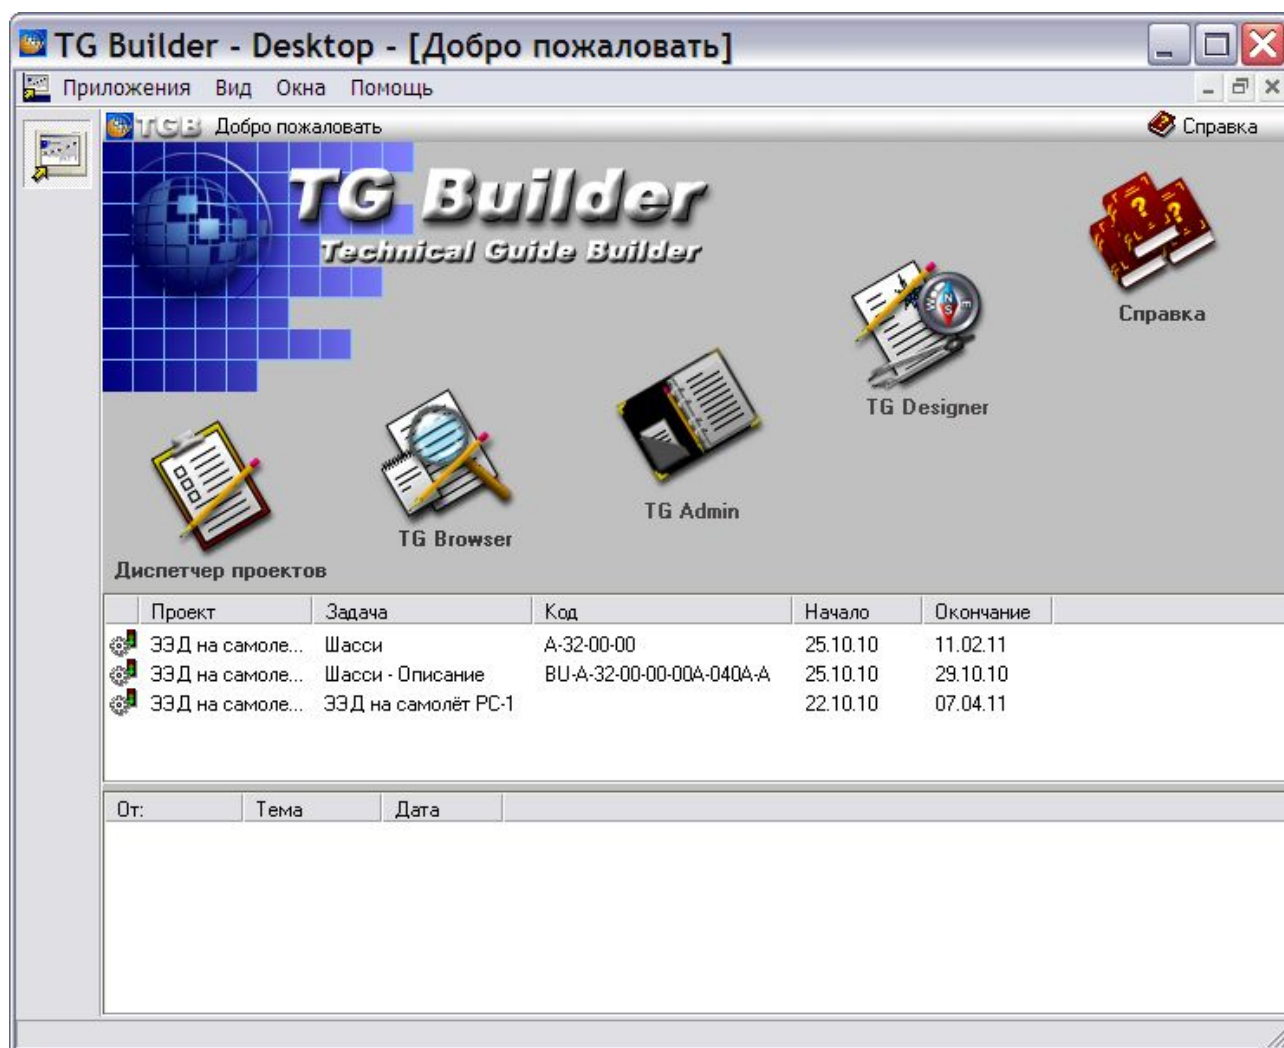 TG Builder - Desktop - [Добро пожаловать]
Приложения Вид Окна Помощь
TGB Добро пожаловать Справка
TG Builder
Technical Guide Builder
Справка
TG Designer
TG Admin
TG Browser
Диспетчер проектов
Проект Задача Код Начало Окончание
ЭЭД на самоле... Шасси A-32-00-00 25.10.10 11.02.11
ЭЭД на самоле... Шасси - Описание BU-A-32-00-00-00A-040A-A 25.10.10 29.10.10
ЭЭД на самоле... ЭЭД на самолёт РС-1 22.10.10 07.04.11
От: Тема Дата